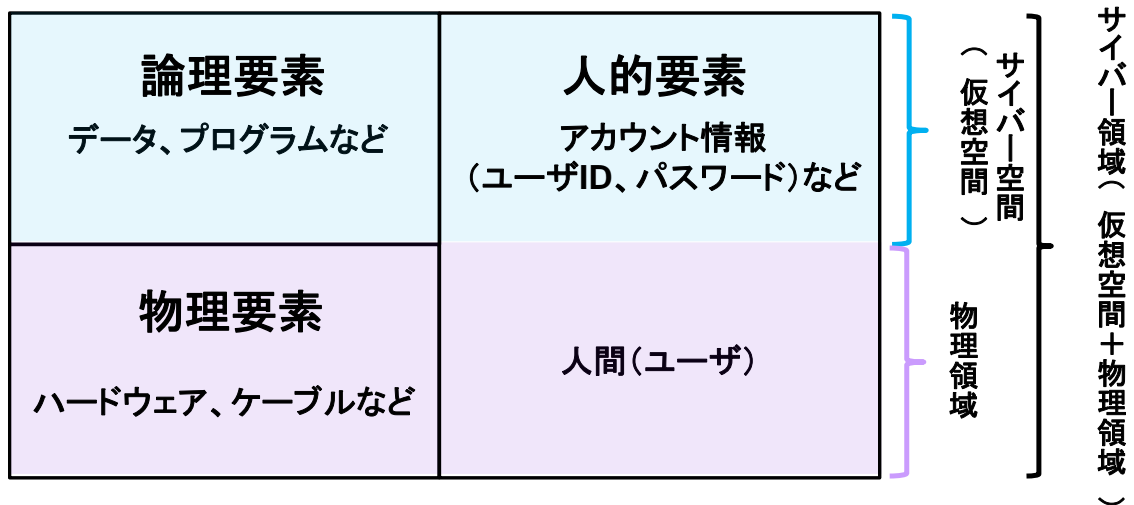 論理要素
データ、プログラムなど
人的要素
アカウント情報
（ユーザID、パスワード）など
物理要素
ハードウェア、ケーブルなど
人間（ユーザ）
サイバー空間
（仮想空間）
物理領域
サイバー領域（仮想空間＋物理領域）